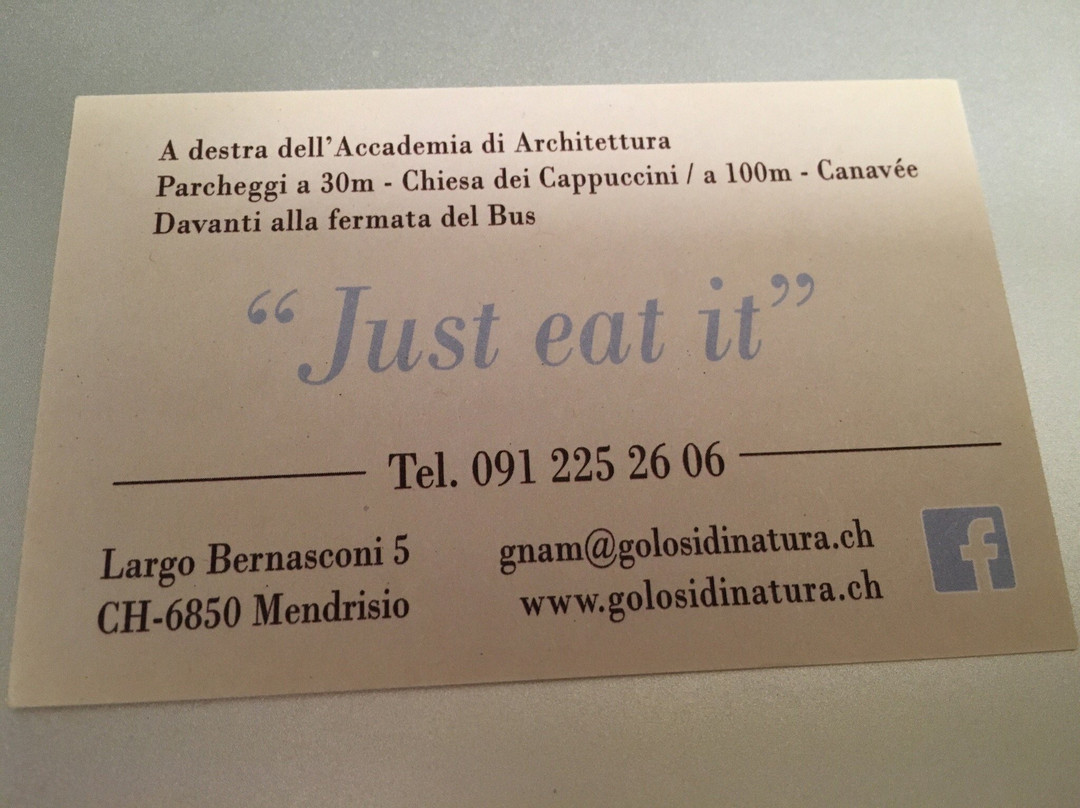 A destra dell'Accademia di Architettura
Parcheggi a 30m - Chiesa dei Cappuccini / a 100m - Canavée
Davanti alla fermata del Bus
“Just eat it”
Tel. 091 225 26 06
Largo Bernasconi 5
CH-6850 Mendrisio
gnam@golosidinatura.ch
www.golosidinatura.ch